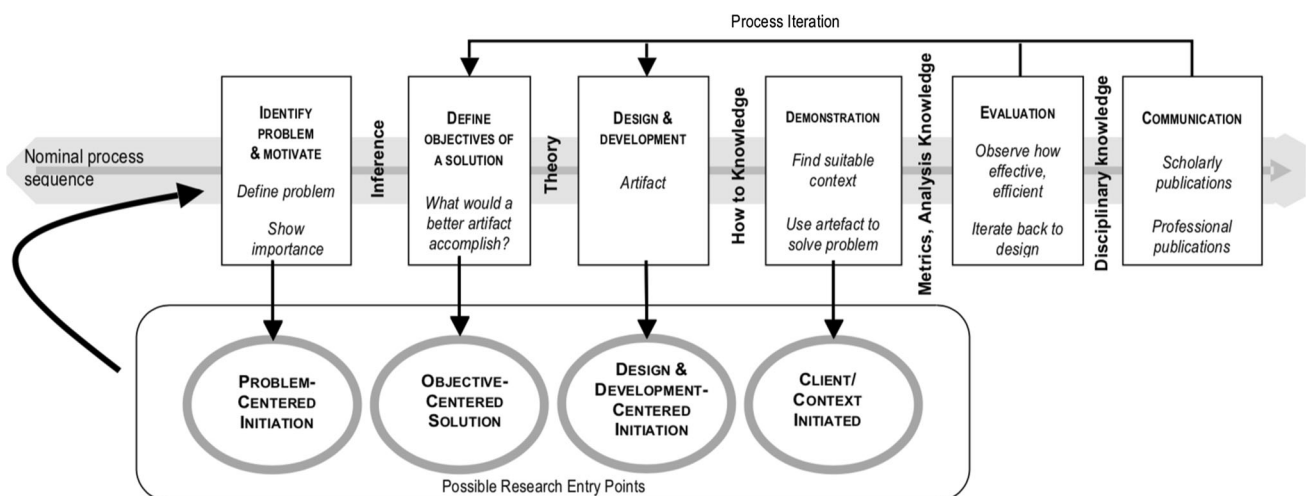 Process Iteration
Nominal process
sequence
IDENTIFY
PROBLEM
& MOTIVATE
Define problem
Show
importance
Inference
DEFINE
OBJECTIVES OF
A SOLUTION
What would a
better artifact
accomplish?
Theory
DESIGN &
DEVELOPMENT
Artifact
How to Knowledge
DEMONSTRATION
Find suitable
context
Use artefact to
solve problem
Metrics, Analysis Knowledge
EVALUATION
Observe how
effective,
efficient
Iterate back to
design
Disciplinary knowledge
COMMUNICATION
Scholarly
publications
Professional
publications
PROBLEM-
CENTERED
INITIATION
OBJECTIVE-
CENTERED
SOLUTION
DESIGN &
DEVELOPMENT-
CENTERED
INITIATION
CLIENT/
CONTEXT
INITIATED
Possible Research Entry Points